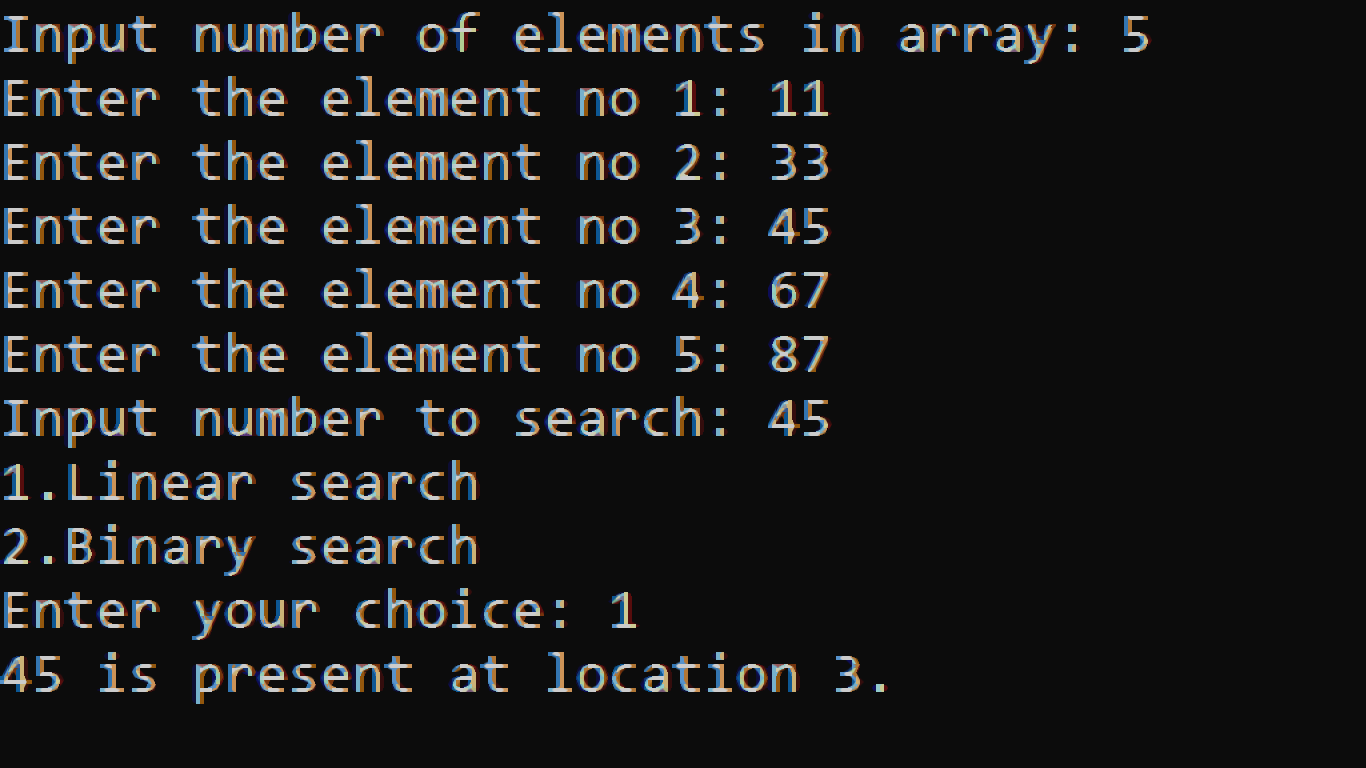 Input number of elements in array: 5
Enter the element no 1: 11
Enter the element no 2: 33
Enter the element no 3: 45
Enter the element no 4: 67
Enter the element no 5: 87
Input number to search: 45
1.Linear search
2.Binary search
Enter your choice: 1
45 is present at location 3.